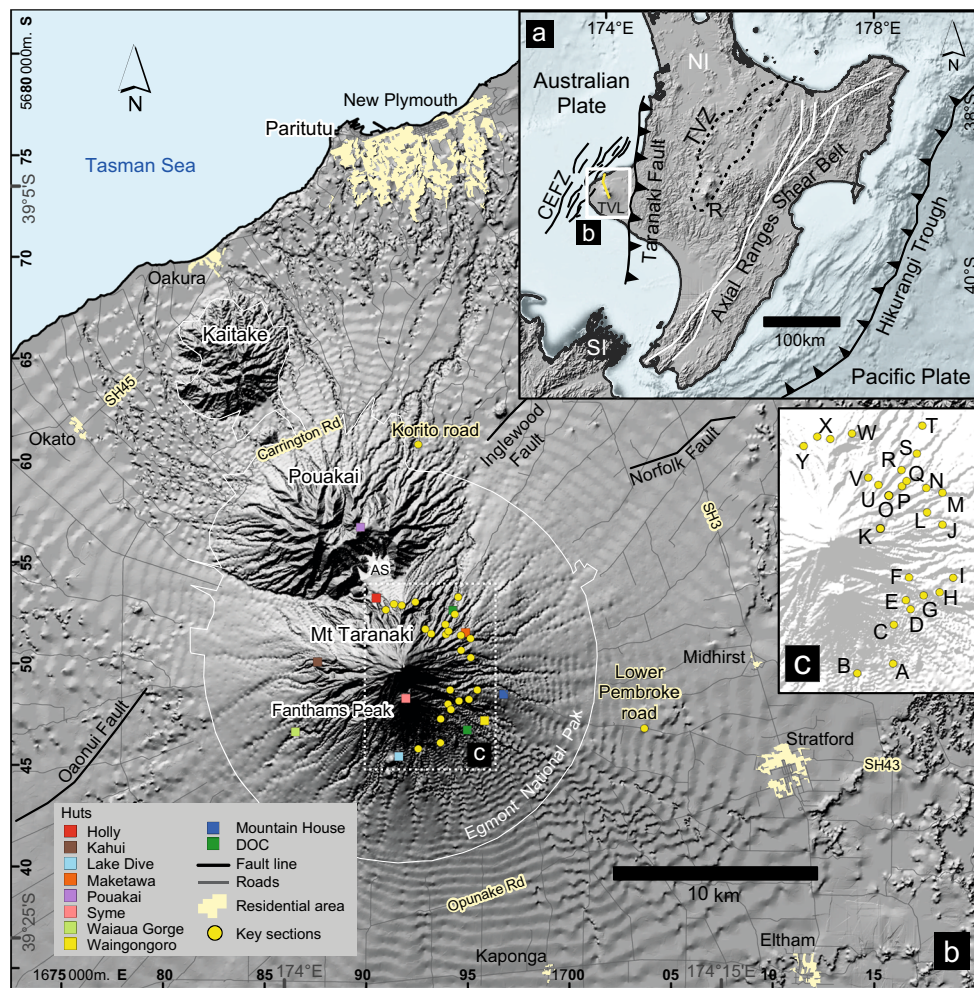 a
174°E
178°E
NI
Australian
Plate
TVZ
38°S
CEFZ
Taranaki Fault
TVL
R
b
Axial Ranges Shear Belt
Hikurangi Trough
40°S
SI
100km
Pacific Plate
5680 000m. S
N
N
New Plymouth
Paritutu
Tasman Sea
75
39°5'S
70
Oakura
Kaitake
65
SH45
Okato
Carrington Rd
Korito road
60
Inglewood
Fault
Norfolk Fault
Pouakai
SH3
55
AS
Mt Taranaki
50
Midhirst
Lower
Pembroke
road
Fanthams Peak
Oaonui Fault
45
c
Stratford
SH43
Egmont National Pak
40
10 km
Opunake Rd
39°25'S
Kaponga
Eltham
b
1675 000m. E
80
85
174°E
90
95
1700
05
174°15'E
10
15
X
W
T
Y
S
R
Q
V
N
U
P
M
O
L
J
K
F
I
E
H
G
C
D
B
A
c
Huts
Holly
Kahui
Lake Dive
Maketawa
Pouakai
Syme
Waiaua Gorge
Waingongoro
Mountain House
DOC
Fault line
Roads
Residential area
Key sections